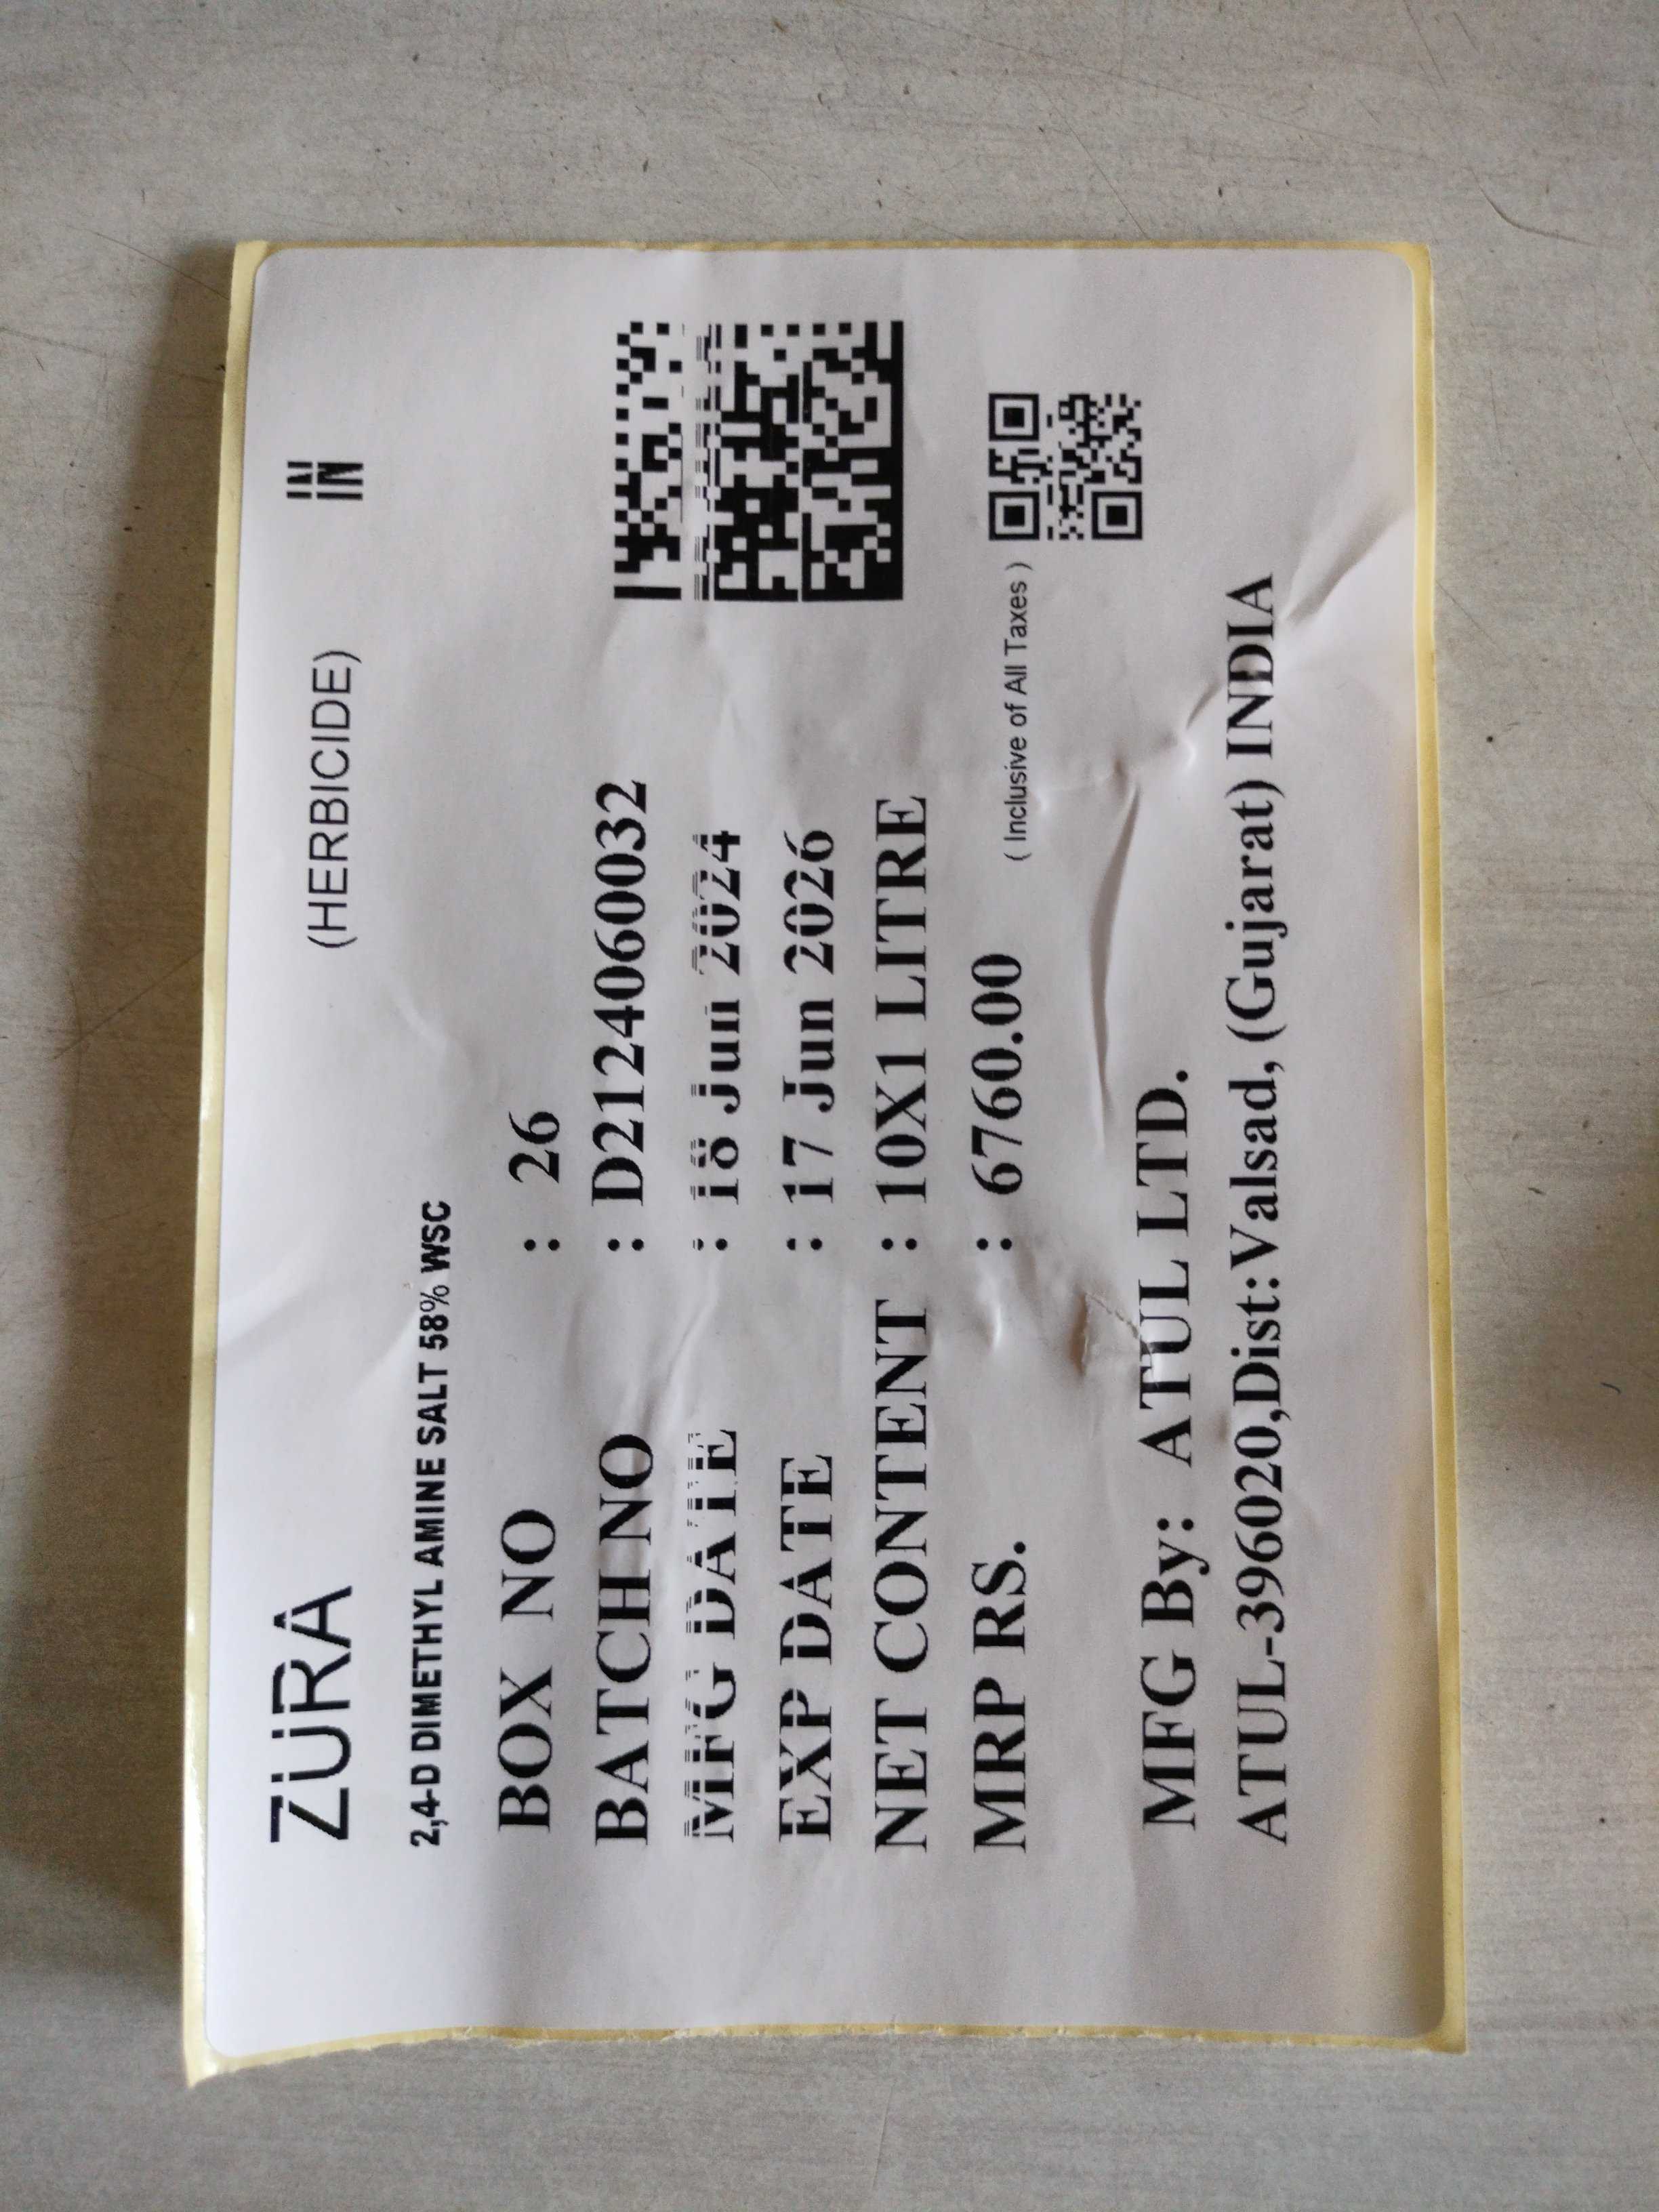 ZURA (HERBICIDE) IN
IN
2,4-D DIMETHYL AMINE SALT 58% WSC
BOX NO : 26
BATCH NO : D2124060032
MFG DATE : 18 Jun 2024
EXP DATE : 17 Jun 2026
NET CONTENT : 10X1 LITRE
MRP RS. : 6760.00 ( Inclusive of All Taxes )
MFG By: ATUL LTD.
ATUL-396020,Dist:Valsad, (Gujarat) INDIA